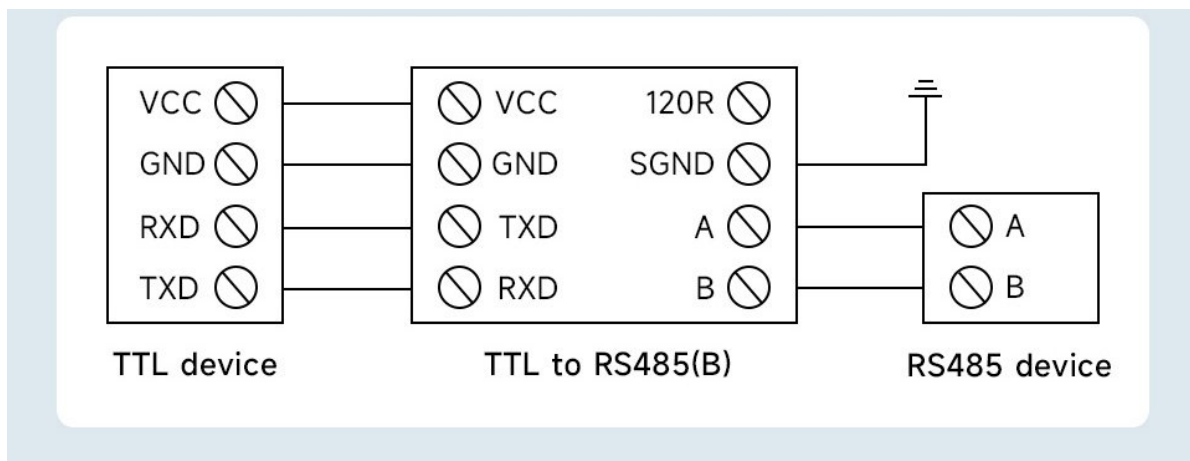 VCC VCC 120R
GND GND SGND
RXD TXD A A
TXD RXD B B
TTL device TTL to RS485(B) RS485 device